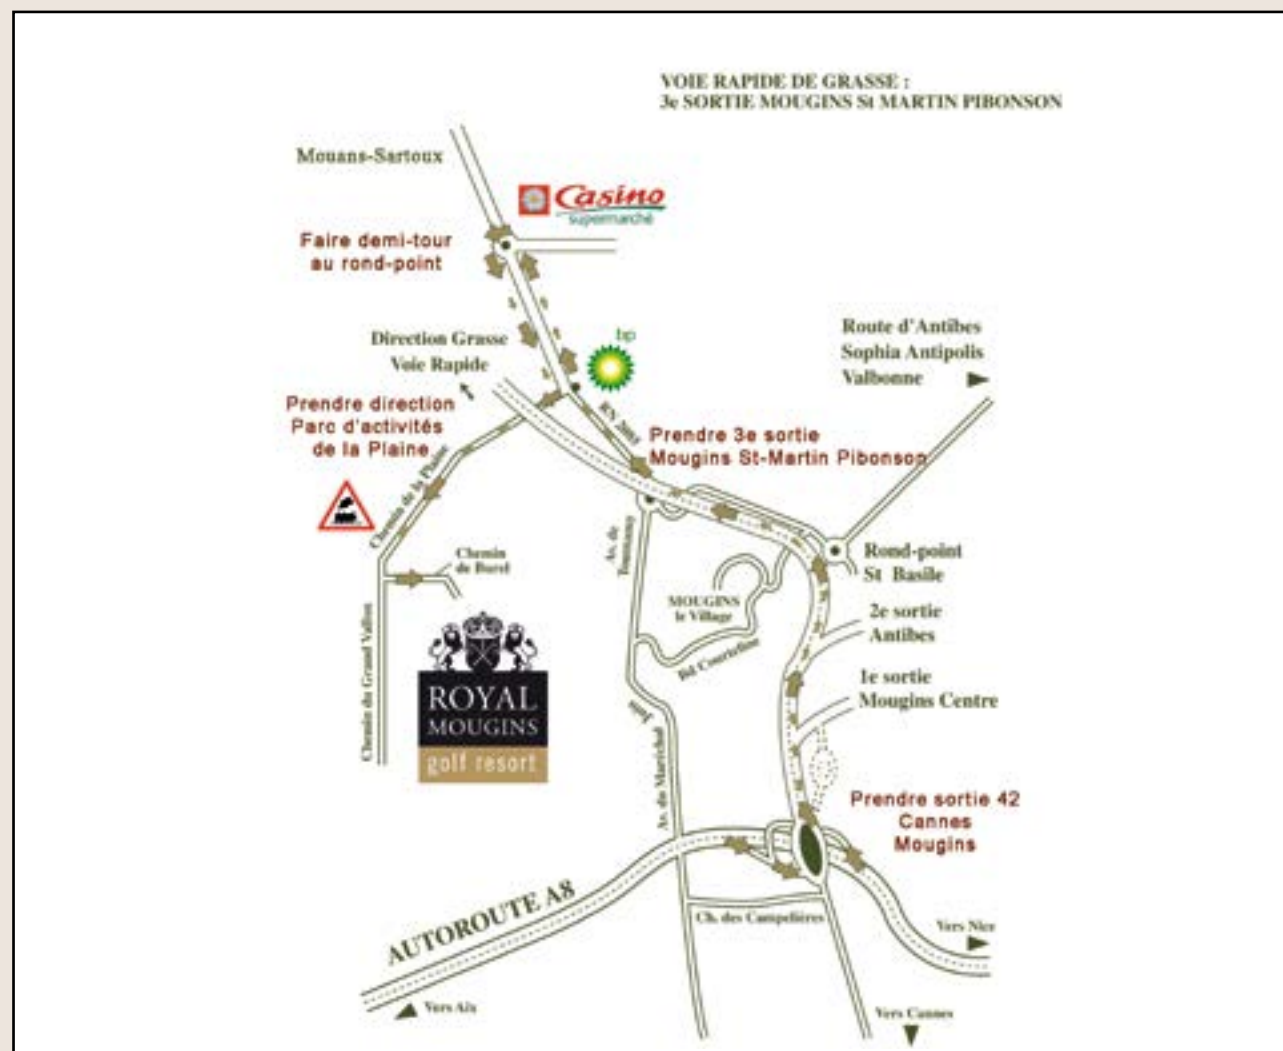 VOIE RAPIDE DE GRASSE :
3e SORTIE MOUGINS St MARTIN PIBONSON
Mouans-Sartoux
Casino
supermarché
Faire demi-tour
au rond-point
Direction Grasse
Voie Rapide
bp
Route d'Antibes
Sophia Antipolis
Valbonne
Prendre direction
Parc d'activités
de la Plaine
Prendre 3e sortie
Mougins St-Martin Pibonson
Chemin de la Plaine
Chemin
de Burel
Av. de
Rond-point
St Basile
MOUGINS
le Village
2e sortie
Antibes
Bd Courteline
1e sortie
Mougins Centre
Chemin du Grand Vallon
ROYAL
MOUGINS
golf resort
Juin
Av. du Maréchal
Prendre sortie 42
Cannes
Mougins
AUTOROUTE A8
Ch. des Campelières
Vers Nice
Vers Aix
Vers Cannes